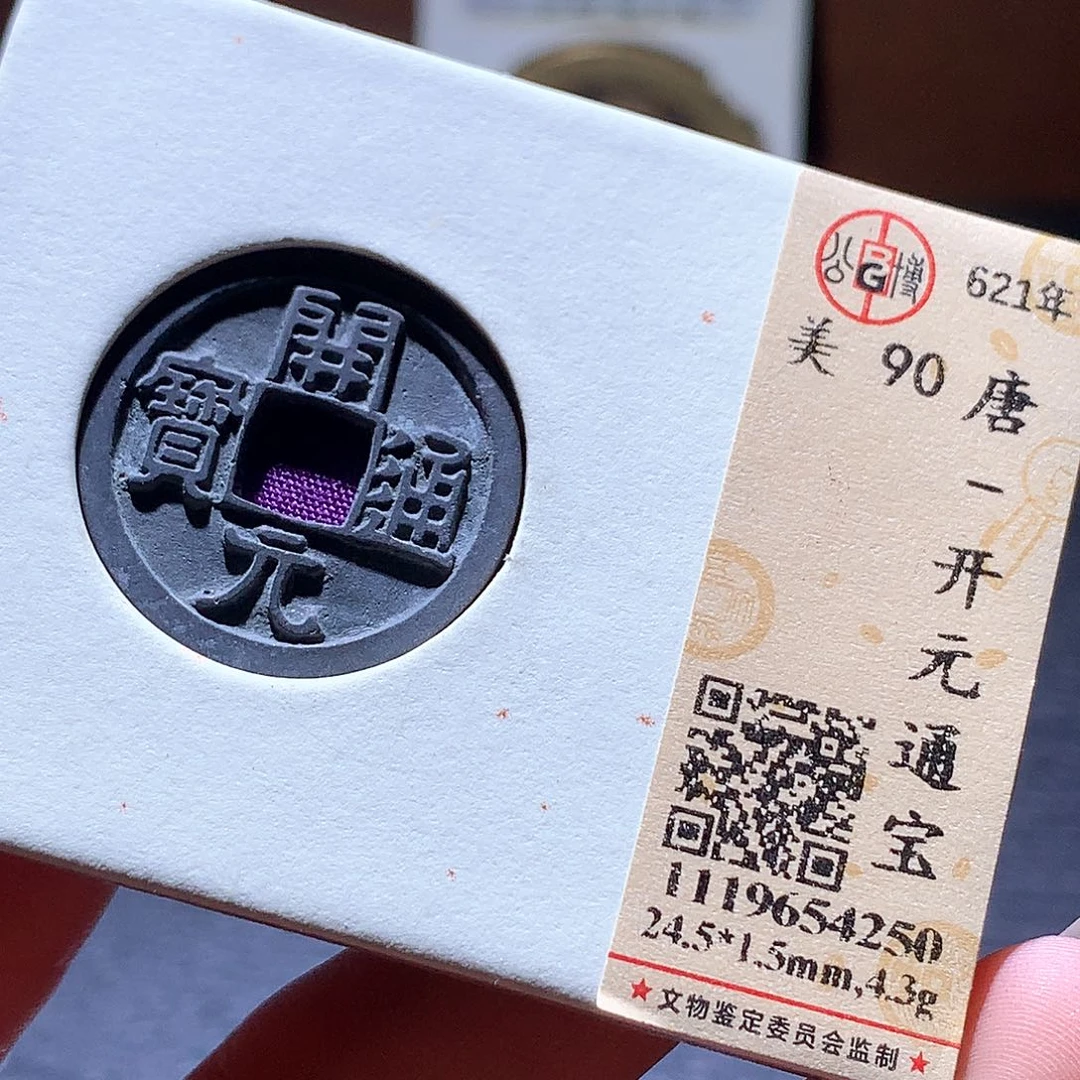 開元通寶
公博
BG
621年
美 90
唐-开元通宝
1119654250
24.5*1.5mm,4.3g
★文物鉴定委员会监制★